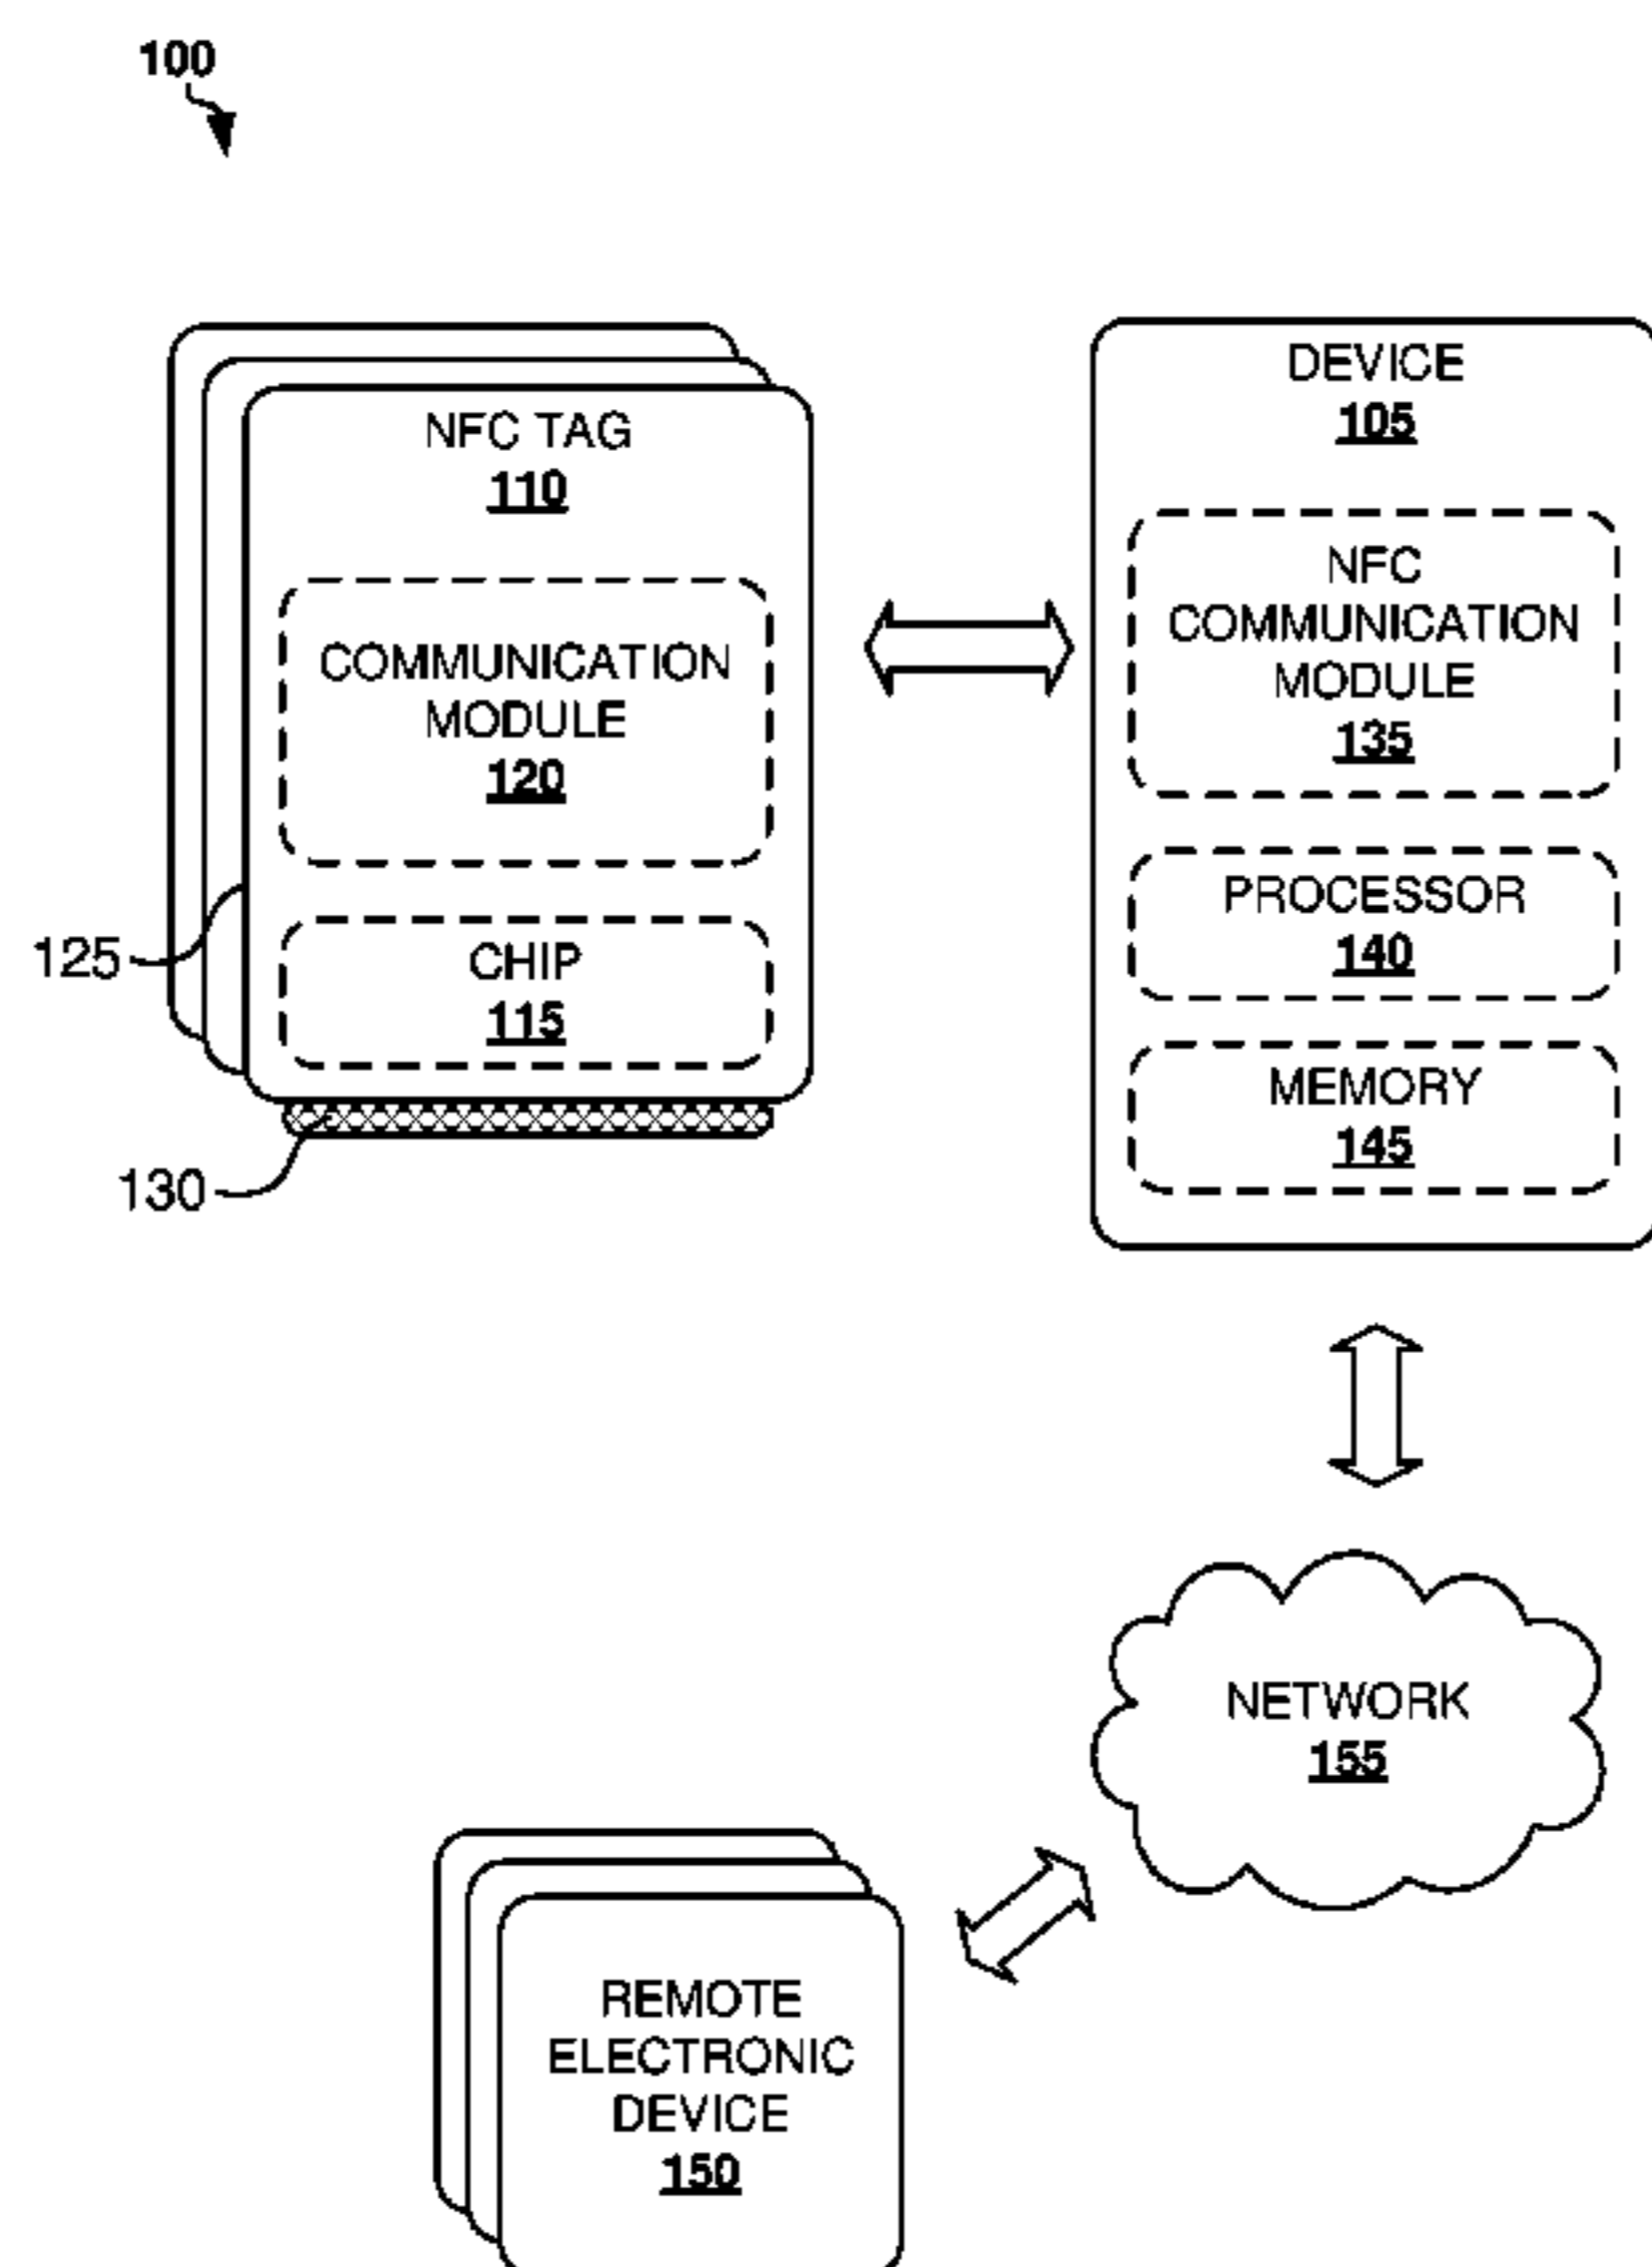 100
NFC TAG
110
COMMUNICATION
MODULE
120
CHIP
115
125
130
DEVICE
105
NFC
COMMUNICATION
MODULE
135
PROCESSOR
140
MEMORY
145
NETWORK
155
REMOTE
ELECTRONIC
DEVICE
150